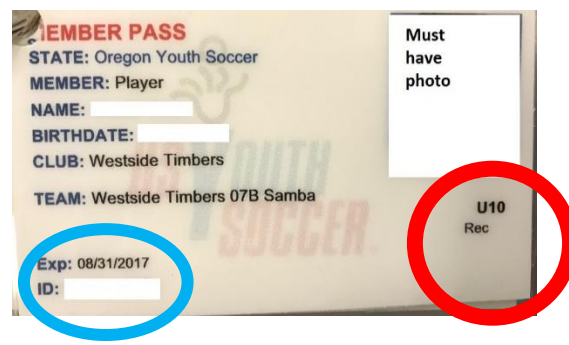 MEMBER PASS
STATE: Oregon Youth Soccer
MEMBER: Player
NAME:
BIRTHDATE:
CLUB: Westside Timbers
TEAM: Westside Timbers 07B Samba
Exp: 08/31/2017
ID:
Must
have
photo
U10
Rec
US YOUTH
SOCCER